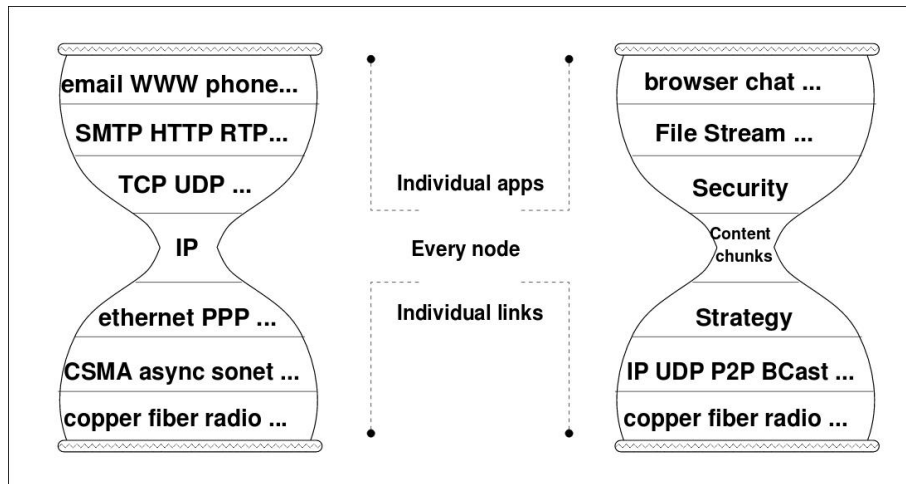 email WWW phone...
SMTP HTTP RTP...
TCP UDP ...
IP
ethernet PPP ...
CSMA async sonet ...
copper fiber radio ...
Individual apps
Every node
Individual links
browser chat ...
File Stream ...
Security
Content
chunks
Strategy
IP UDP P2P BCast ...
copper fiber radio ...